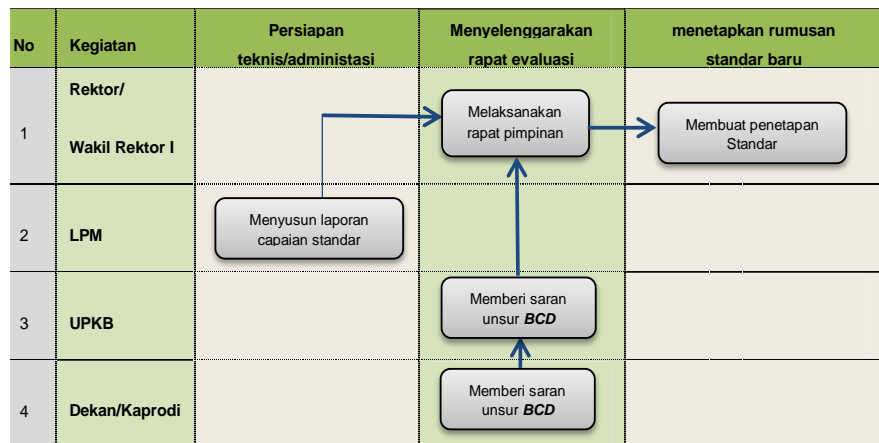 No
Kegiatan
Persiapan
teknis/administasi
Menyelenggarakan
rapat evaluasi
menetapkan rumusan
standar baru
1
Rektor/
Wakil Rektor I
Melaksanakan
rapat pimpinan
Membuat penetapan
Standar
2
LPM
Menyusun laporan
capaian standar
3
UPKB
Memberi saran
unsur BCD
4
Dekan/Kaprodi
Memberi saran
unsur BCD